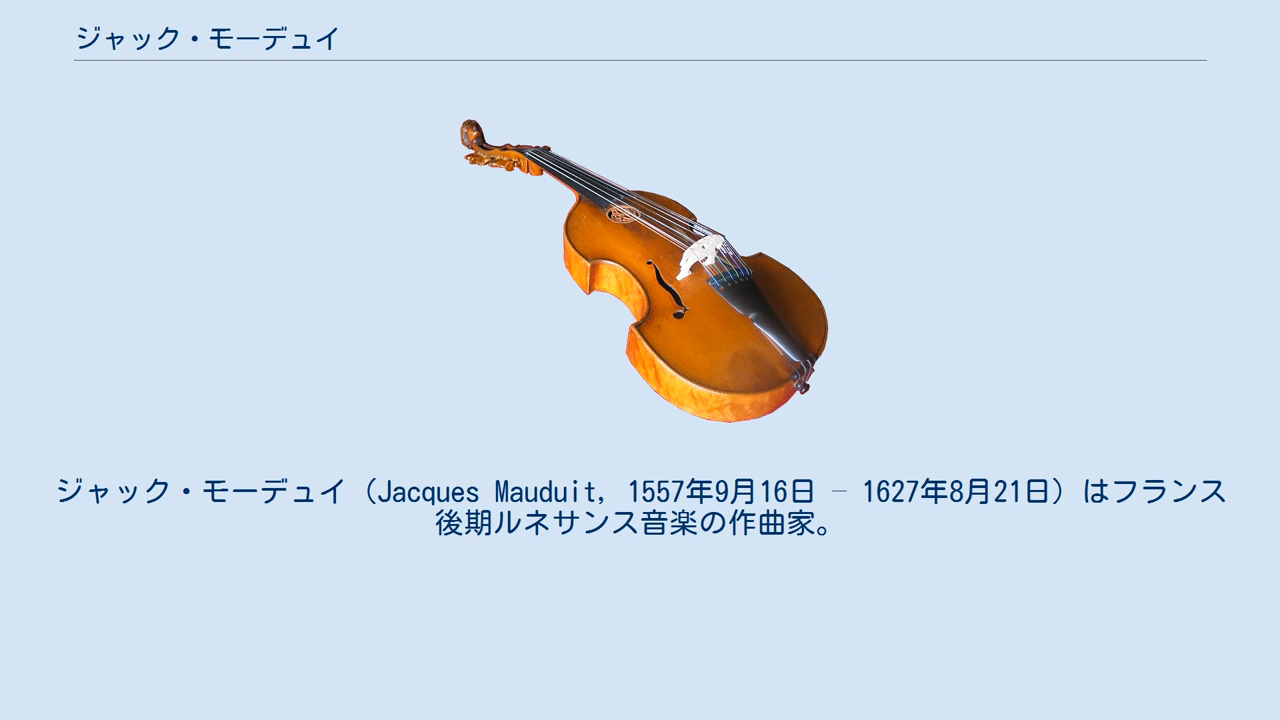 ジャック・モーデュイ
ジャック・モーデュイ（Jacques Mauduit, 1557年9月16日 – 1627年8月21日）はフランス
後期ルネサンス音楽の作曲家。